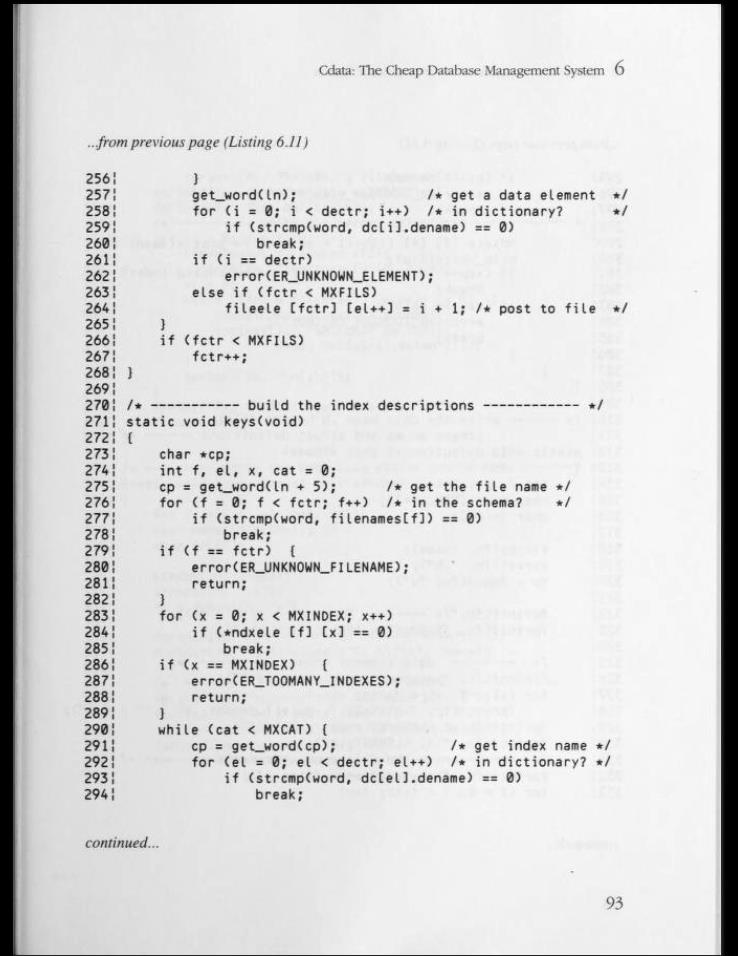 Cdata: The Cheap Database Management System 6
...from previous page (Listing 6.11)
256¦         }
257¦         get_word(ln);                /* get a data element  */
258¦         for (i = 0; i < dectr; i++)  /* in dictionary?      */
259¦             if (strcmp(word, dc[i].dename) == 0)
260¦                 break;
261¦         if (i == dectr)
262¦             error(ER_UNKNOWN_ELEMENT);
263¦         else if (fctr < MXFILS)
264¦             fileele [fctr] [el++] = i + 1; /* post to file  */
265¦     }
266¦     if (fctr < MXFILS)
267¦         fctr++;
268¦ }
269¦
270¦ /* ----------- build the index descriptions ------------ */
271¦ static void keys(void)
272¦ {
273¦     char *cp;
274¦     int f, el, x, cat = 0;
275¦     cp = get_word(ln + 5);      /* get the file name */
276¦     for (f = 0; f < fctr; f++)  /* in the schema?    */
277¦         if (strcmp(word, filenames[f]) == 0)
278¦             break;
279¦     if (f == fctr)  {
280¦         error(ER_UNKNOWN_FILENAME);
281¦         return;
282¦     }
283¦     for (x = 0; x < MXINDEX; x++)
284¦         if (*ndxele [f] [x] == 0)
285¦             break;
286¦     if (x == MXINDEX)    {
287¦         error(ER_TOOMANY_INDEXES);
288¦         return;
289¦     }
290¦     while (cat < MXCAT) {
291¦         cp = get_word(cp);              /* get index name */
292¦         for (el = 0; el < dectr; el++)  /* in dictionary? */
293¦             if (strcmp(word, dc[el].dename) == 0)
294¦                 break;
continued...
93